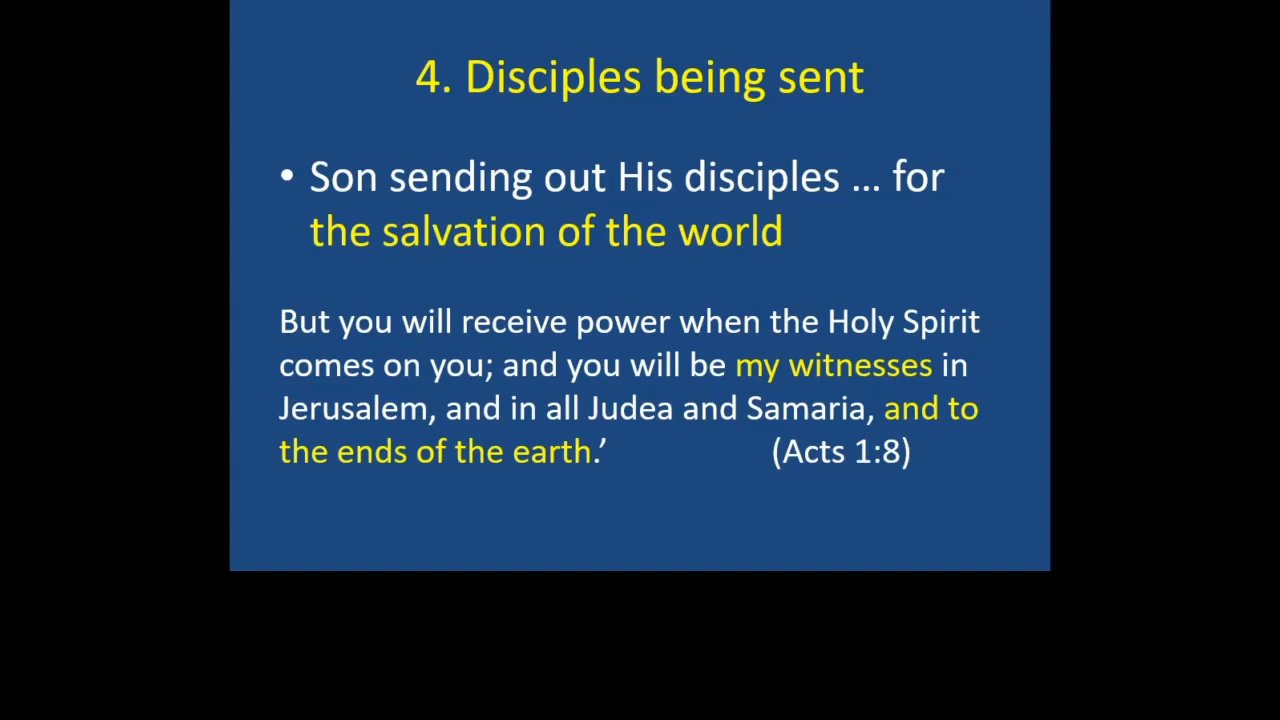 4. Disciples being sent
• Son sending out His disciples … for
the salvation of the world
But you will receive power when the Holy Spirit
comes on you; and you will be my witnesses in
Jerusalem, and in all Judea and Samaria, and to
the ends of the earth.’ (Acts 1:8)